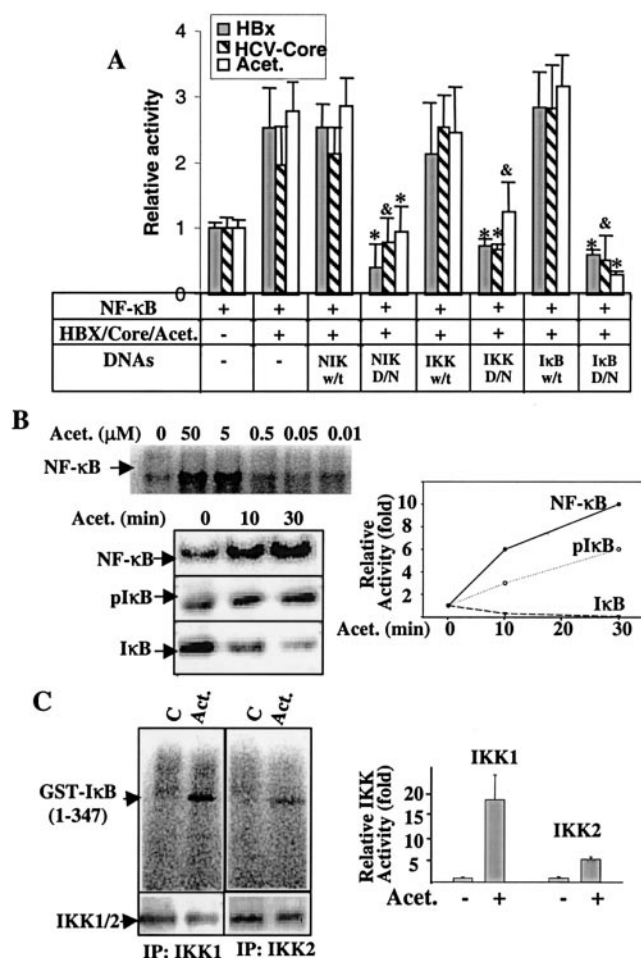 A
HBx
HCV-Core
Acet.
Relative activity
4
3
2
1
0
* & * * * & * & *
NF-κB + + + + + + + +
HBX/Core/Acet. - + + + + + + +
DNAs - - NIK w/t NIK D/N IKK w/t IKK D/N IκB w/t IκB D/N
B
Acet. (μM) 0 50 5 0.5 0.05 0.01
NF-κB
Acet. (min) 0 10 30
NF-κB
pIκB
IκB
Relative Activity (fold)
10
8
6
4
2
NF-κB
pIκB
IκB
Acet. (min) 0 10 20 30
C
C Act. C Act.
GST-IκB
(1-347)
IKK1/2
IP: IKK1 IP: IKK2
Relative IKK Activity (fold)
20
15
10
5
IKK1
IKK2
Acet. - + - +